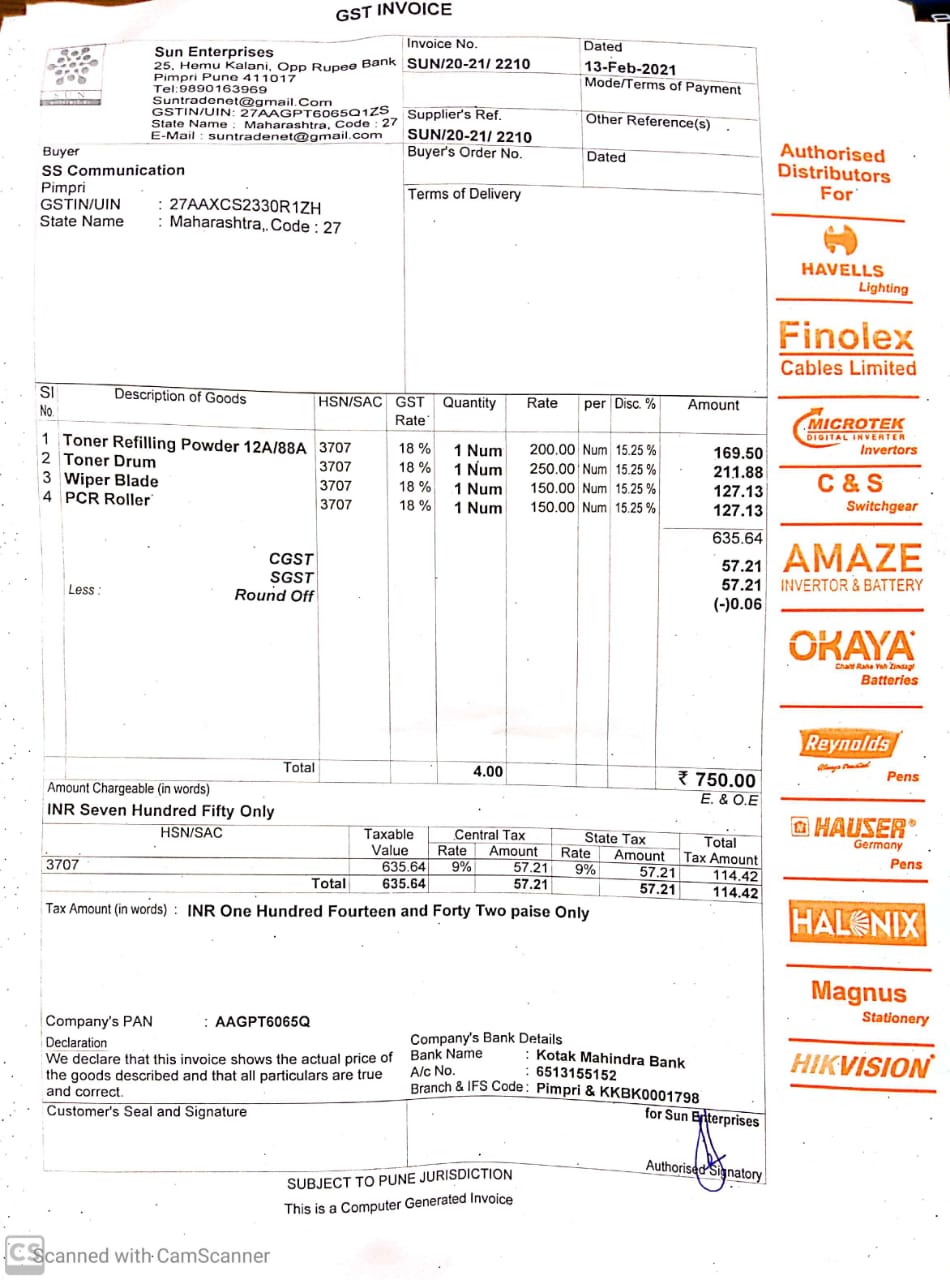 GST INVOICE
SUN
Sun Enterprises
25, Hemu Kalani, Opp Rupee Bank
Pimpri Pune 411017
Tel:9890163969
Suntradenet@gmail.Com
GSTIN/UIN: 27AAGPT6065Q1ZS
State Name : Maharashtra, Code : 27
E-Mail : suntradenet@gmail.com
Invoice No.
SUN/20-21/ 2210
Dated
13-Feb-2021
Mode/Terms of Payment
Supplier's Ref.
SUN/20-21/ 2210
Other Reference(s)
Buyer
SS Communication
Pimpri
GSTIN/UIN : 27AAXCS2330R1ZH
State Name : Maharashtra, Code : 27
Buyer's Order No.
Dated
Terms of Delivery
Sl No. Description of Goods HSN/SAC GST Rate Quantity Rate per Disc. % Amount
1 Toner Refilling Powder 12A/88A 3707 18 % 1 Num 200.00 Num 15.25 % 169.50
2 Toner Drum 3707 18 % 1 Num 250.00 Num 15.25 % 211.88
3 Wiper Blade 3707 18 % 1 Num 150.00 Num 15.25 % 127.13
4 PCR Roller 3707 18 % 1 Num 150.00 Num 15.25 % 127.13
635.64
CGST 57.21
SGST 57.21
Less : Round Off (-)0.06
Total 4.00 ₹ 750.00
Amount Chargeable (in words) E. & O.E
INR Seven Hundred Fifty Only
HSN/SAC Taxable Value Central Tax Rate Amount State Tax Rate Amount Total Tax Amount
3707 635.64 9% 57.21 9% 57.21 114.42
Total 635.64 57.21 57.21 114.42
Tax Amount (in words) : INR One Hundred Fourteen and Forty Two paise Only
Company's PAN : AAGPT6065Q
Declaration
We declare that this invoice shows the actual price of
the goods described and that all particulars are true
and correct.
Company's Bank Details
Bank Name : Kotak Mahindra Bank
A/c No. : 6513155152
Branch & IFS Code : Pimpri & KKBK0001798
Customer's Seal and Signature
for Sun Enterprises
Authorised Signatory
SUBJECT TO PUNE JURISDICTION
This is a Computer Generated Invoice
Authorised
Distributors
For
HAVELLS
Lighting
Finolex
Cables Limited
MICROTEK
DIGITAL INVERTER
Invertors
C & S
Switchgear
AMAZE
INVERTOR & BATTERY
OKAYA
Chalti Rahe Yeh Zindagi
Batteries
Reynolds
Always Trusted
Pens
HAUSER®
Germany
Pens
HALONIX
Magnus
Stationery
HIKVISION
CS Scanned with CamScanner